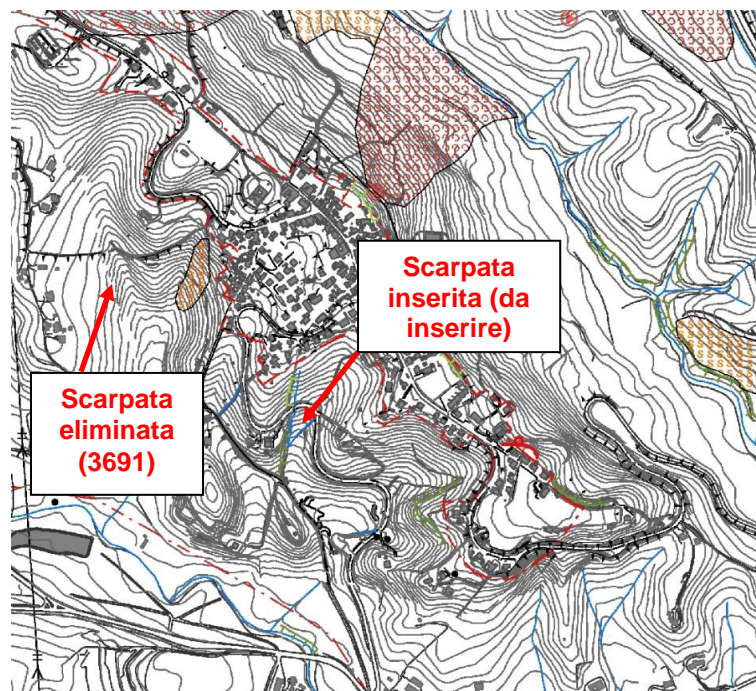 Scarpata
inserita (da
inserire)
Scarpata
eliminata
(3691)